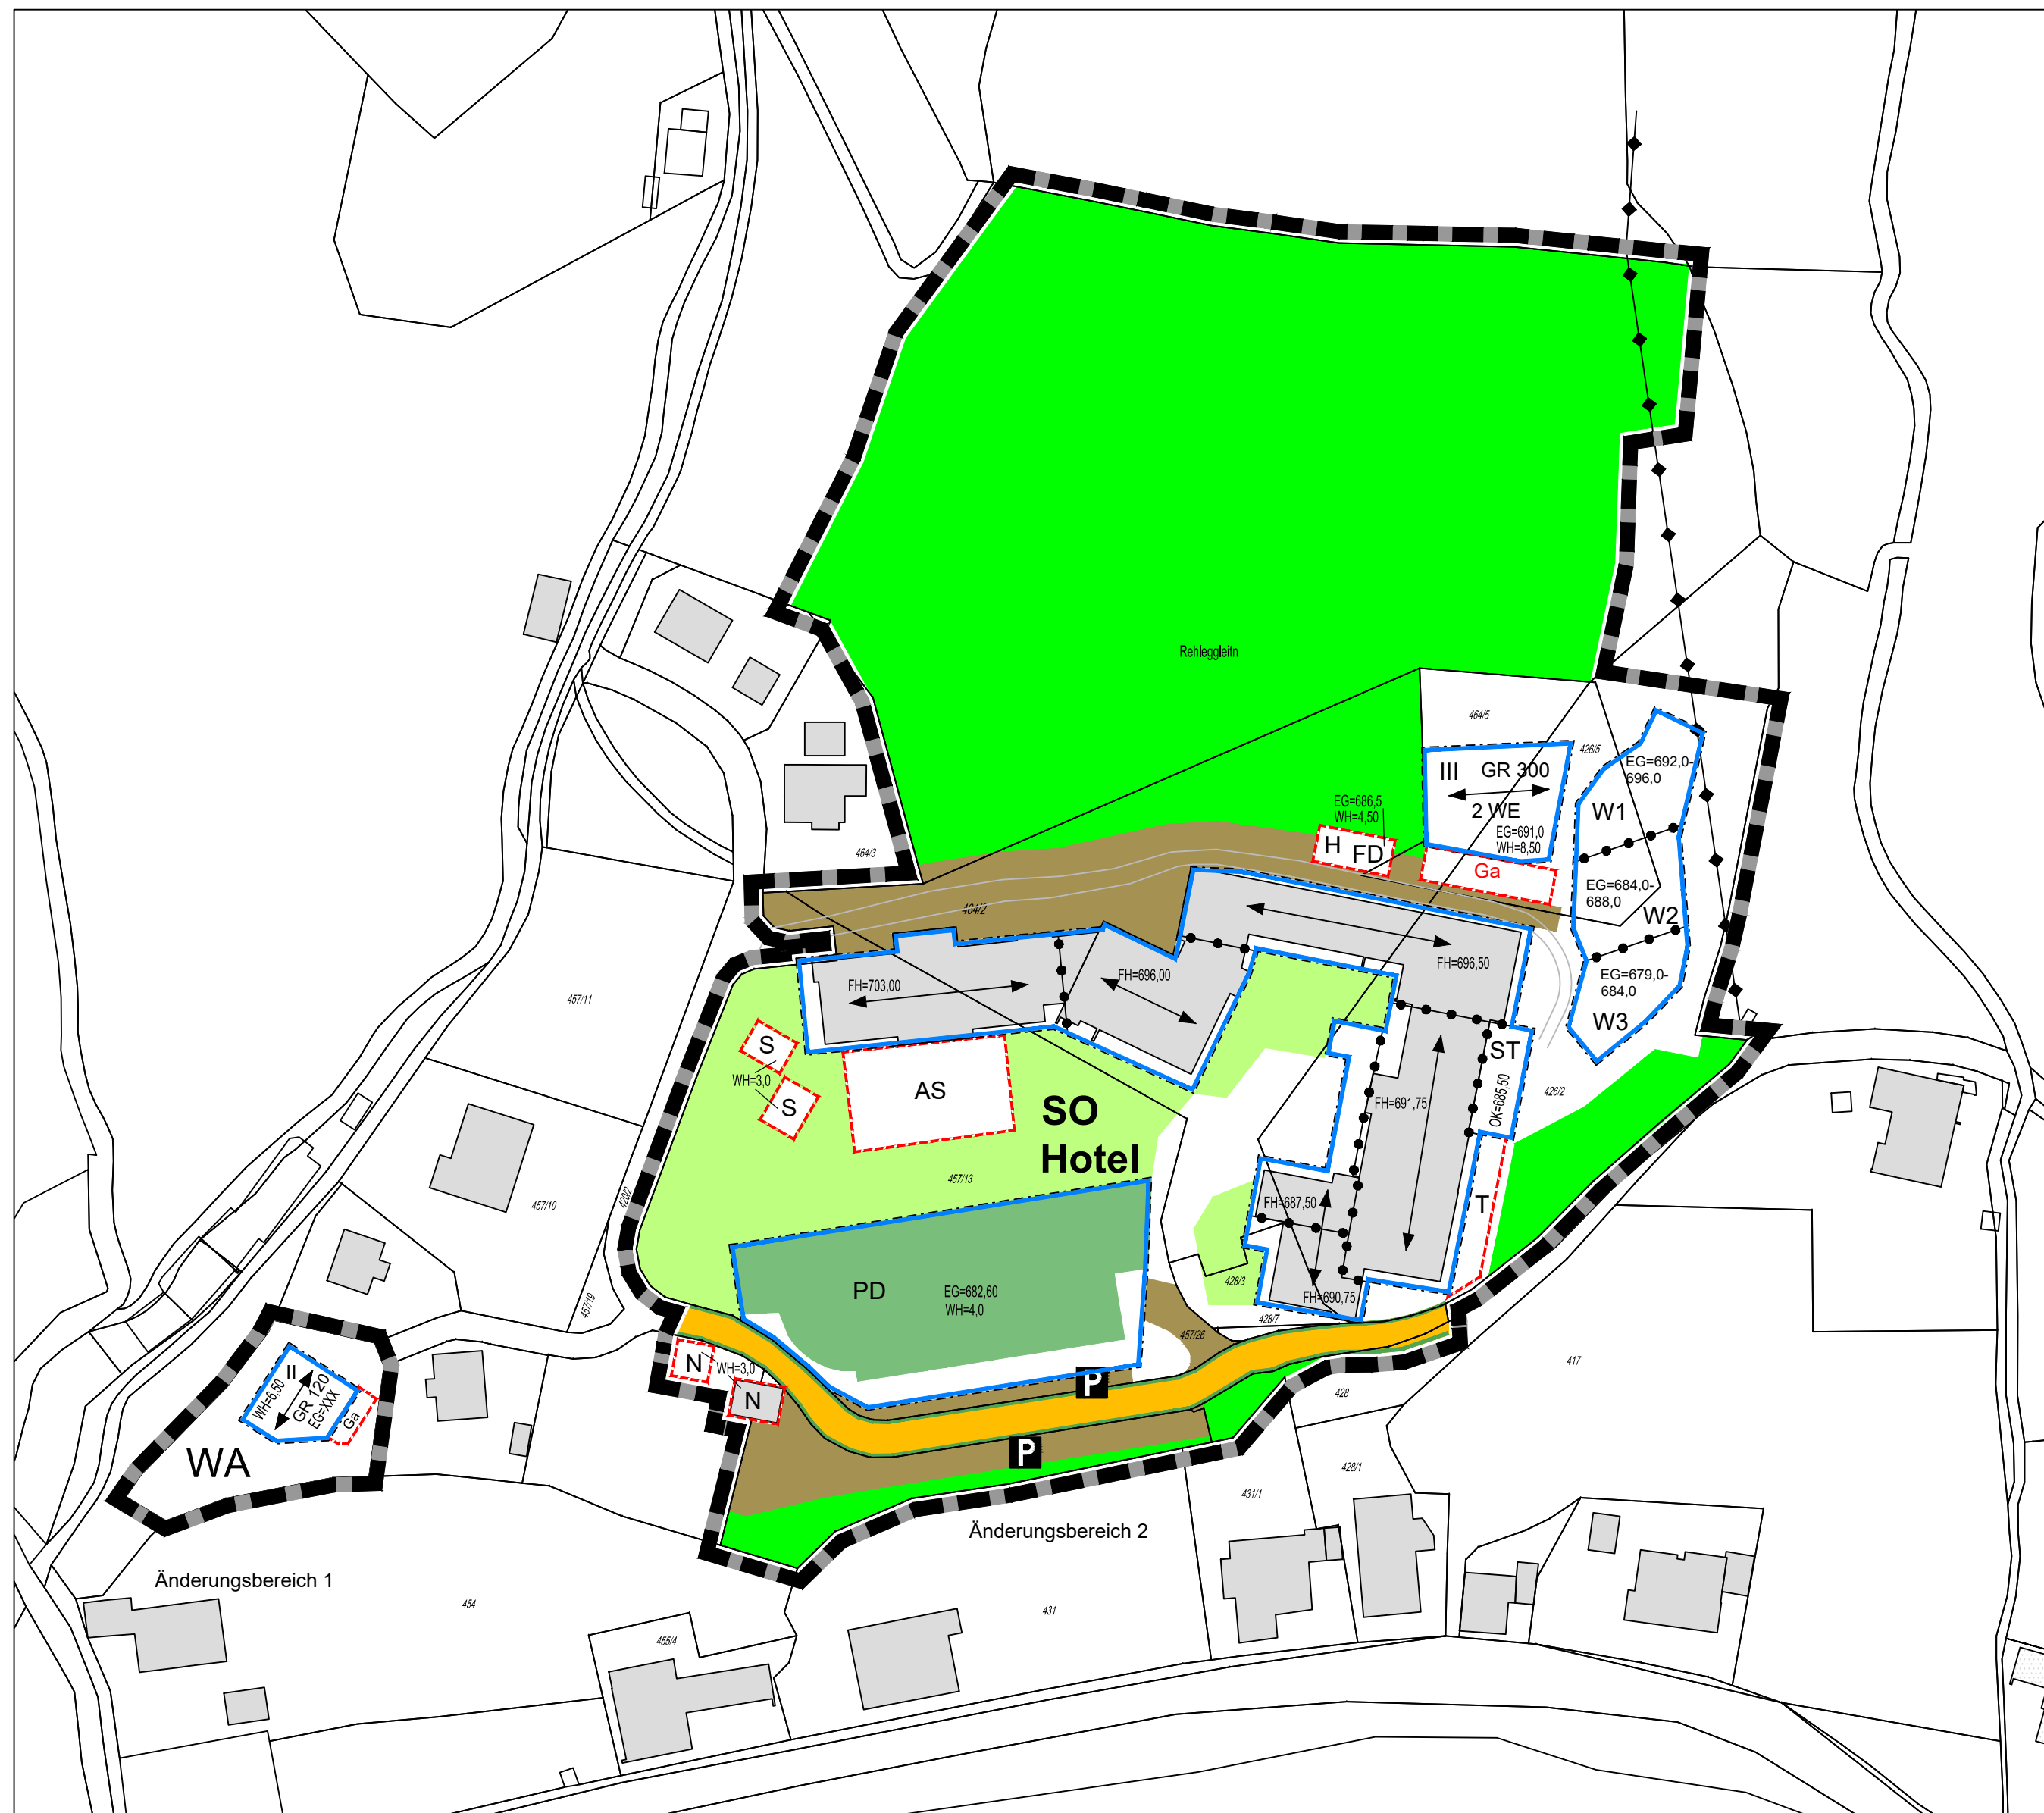 Rehleggleitn
464/5
426/5
EG=692,0-
696,0
III GR 300
2 WE
EG=691,0
WH=8,50
W1
EG=686,5
WH=4,50
H FD
Ga
464/3
EG=684,0-
688,0
W2
464/2
EG=679,0-
684,0
W3
FH=703,00
FH=696,00
FH=696,50
457/11
S
WH=3,0
S
AS
SO
Hotel
ST
OK=685,50
426/2
FH=691,75
457/13
457/10
420/2
FH=687,50
T
PD
EG=682,60
WH=4,0
428/3
FH=690,75
428/7
457/19
457/26
N
WH=3,0
N
P
P
417
428
II
WH=6,50
GR 120
EG=XXX
Ga
WA
428/1
431/1
Änderungsbereich 2
Änderungsbereich 1
454
431
455/4